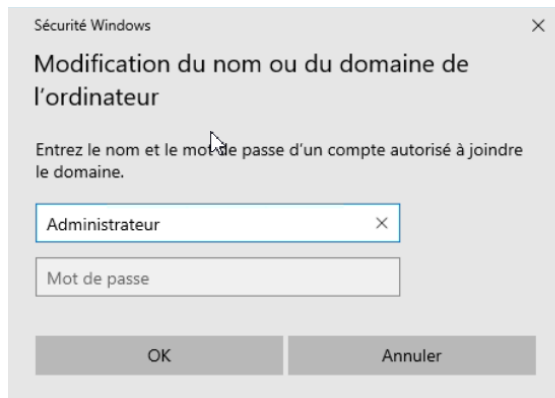 Sécurité Windows
Modification du nom ou du domaine de
l'ordinateur
Entrez le nom et le mot de passe d'un compte autorisé à joindre
le domaine.
Administrateur
Mot de passe
OK
Annuler